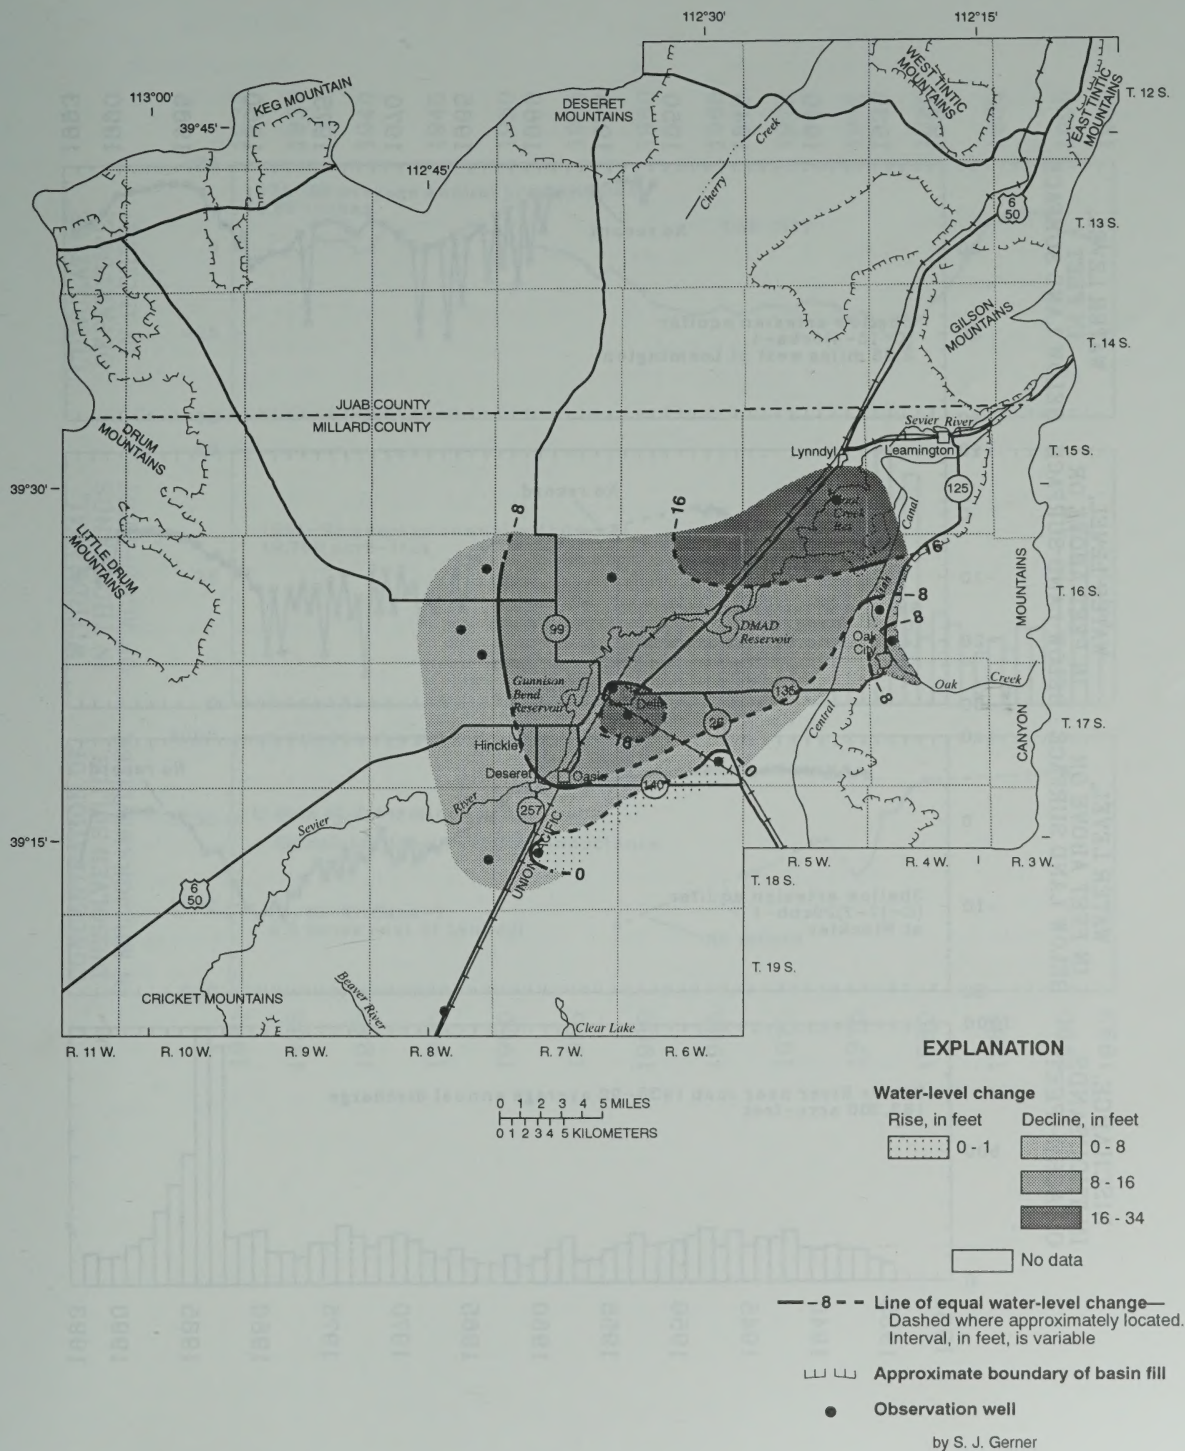 112°30'
112°15'
113°00'
39°45'
KEG MOUNTAIN
DESERET
MOUNTAINS
WEST TINTIC
MOUNTAINS
EAST TINTIC
MOUNTAINS
T. 12 S.
112°45'
Cherry
Creek
6
50
T. 13 S.
GILSON
MOUNTAINS
T. 14 S.
JUAB COUNTY
MILLARD COUNTY
DRUM
MOUNTAINS
Sevier River
Lynndyl
Leamington
T. 15 S.
39°30'
125
Canal
-8
-16
-16
LITTLE DRUM
MOUNTAINS
Utah
-8
-8
MOUNTAINS
T. 16 S.
99
DMAD
Reservoir
Oak
City
Oak Creek
Gunnison
Bend
Reservoir
Delta
136
-8
26
Central
CANYON
T. 17 S.
-16
Hinckley
Deseret
Oasis
0
140
257
Sevier
River
39°15'
UNION PACIFIC
0
R. 5 W.
R. 4 W.
R. 3 W.
T. 18 S.
6
50
T. 19 S.
CRICKET MOUNTAINS
Beaver River
Clear Lake
R. 11 W.
R. 10 W.
R. 9 W.
R. 8 W.
R. 7 W.
R. 6 W.
EXPLANATION
0 1 2 3 4 5 MILES
0 1 2 3 4 5 KILOMETERS
Water-level change
Rise, in feet
Decline, in feet
0 - 1
0 - 8
8 - 16
16 - 34
No data
-8
Line of equal water-level change—
Dashed where approximately located.
Interval, in feet, is variable
Approximate boundary of basin fill
Observation well
by S. J. Gerner